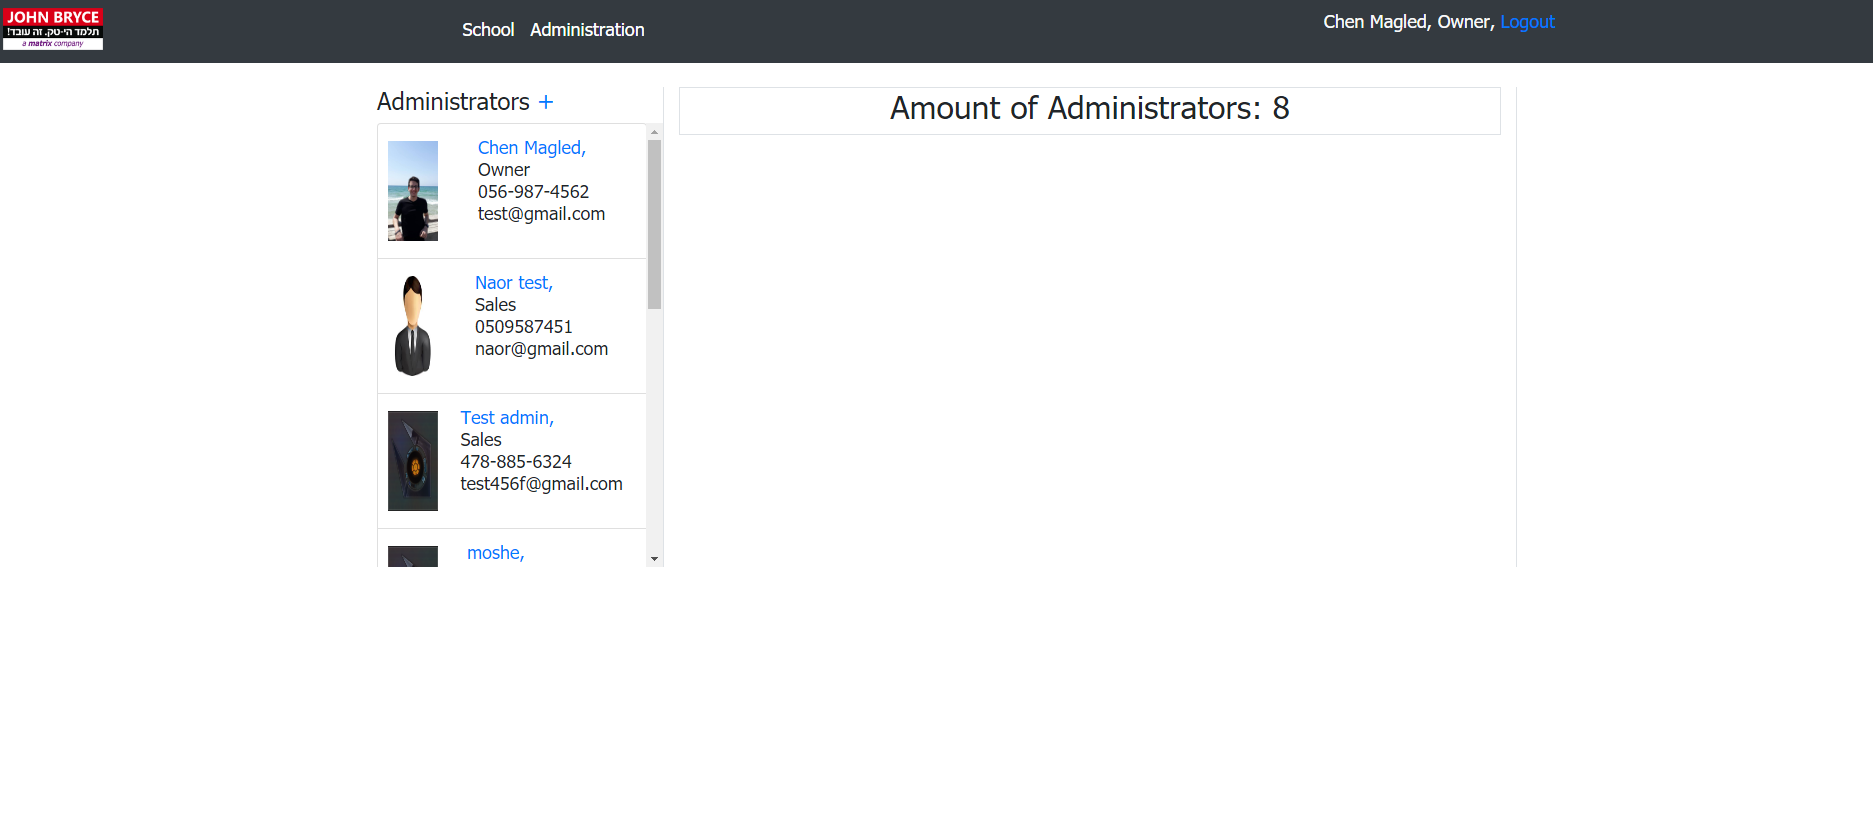 JOHN BRYCE
תלמד הי-טק. זה עובד!
a matrix company
School Administration
Chen Magled, Owner, Logout
Administrators +
Chen Magled,
Owner
056-987-4562
test@gmail.com
Naor test,
Sales
0509587451
naor@gmail.com
Test admin,
Sales
478-885-6324
test456f@gmail.com
moshe,
Amount of Administrators: 8